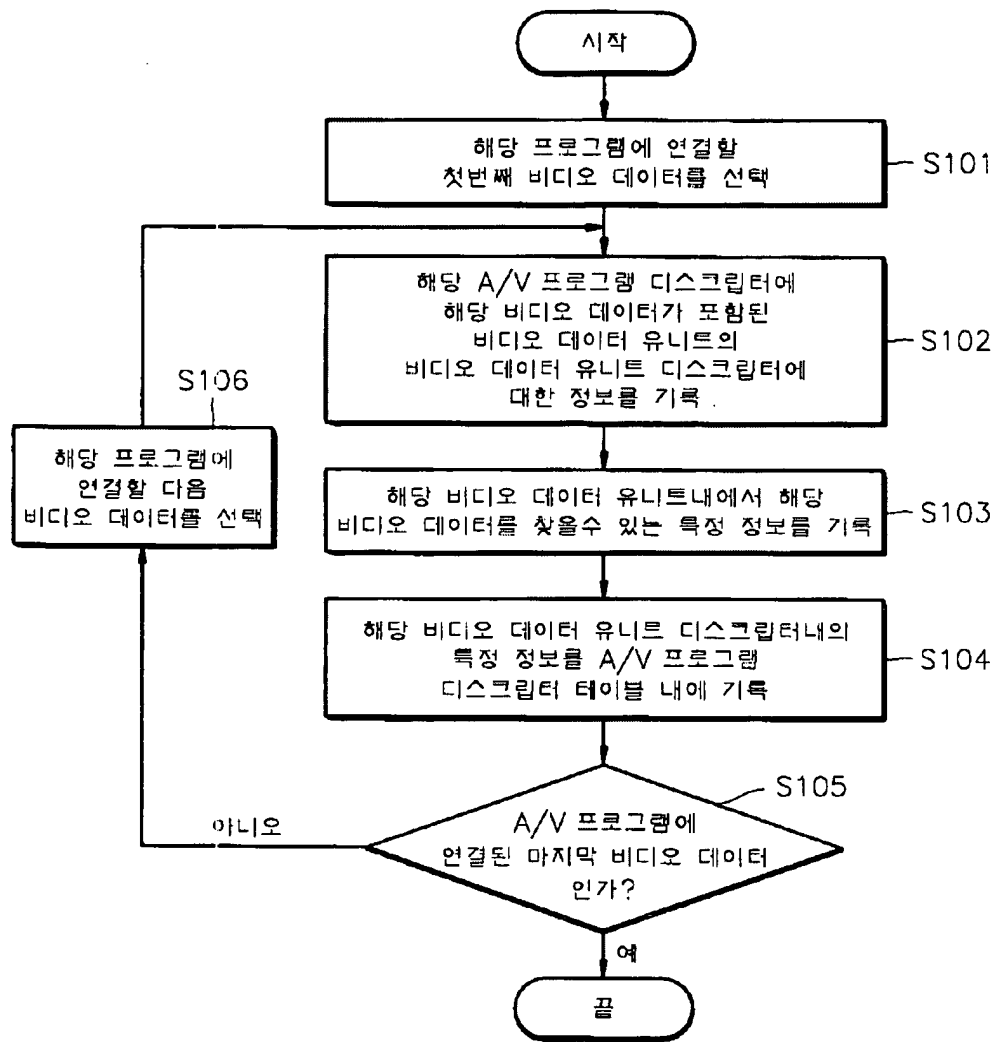 시작
해당 프로그램에 연결할
첫번째 비디오 데이터를 선택
S101
해당 A/V 프로그램 디스크립터에
해당 비디오 데이터가 포함된
비디오 데이터 유니트의
비디오 데이터 유니트 디스크립터에
대한 정보를 기록
S102
S106
해당 프로그램에
연결할 다음
비디오 데이터를 선택
해당 비디오 데이터 유니트내에서 해당
비디오 데이터를 찾을수 있는 특정 정보를 기록
S103
해당 비디오 데이터 유니트 디스크립터내의
특정 정보를 A/V 프로그램
디스크립터 테이블 내에 기록
S104
S105
아니오
A/V 프로그램에
연결된 마지막 비디오 데이터
인가?
예
끝